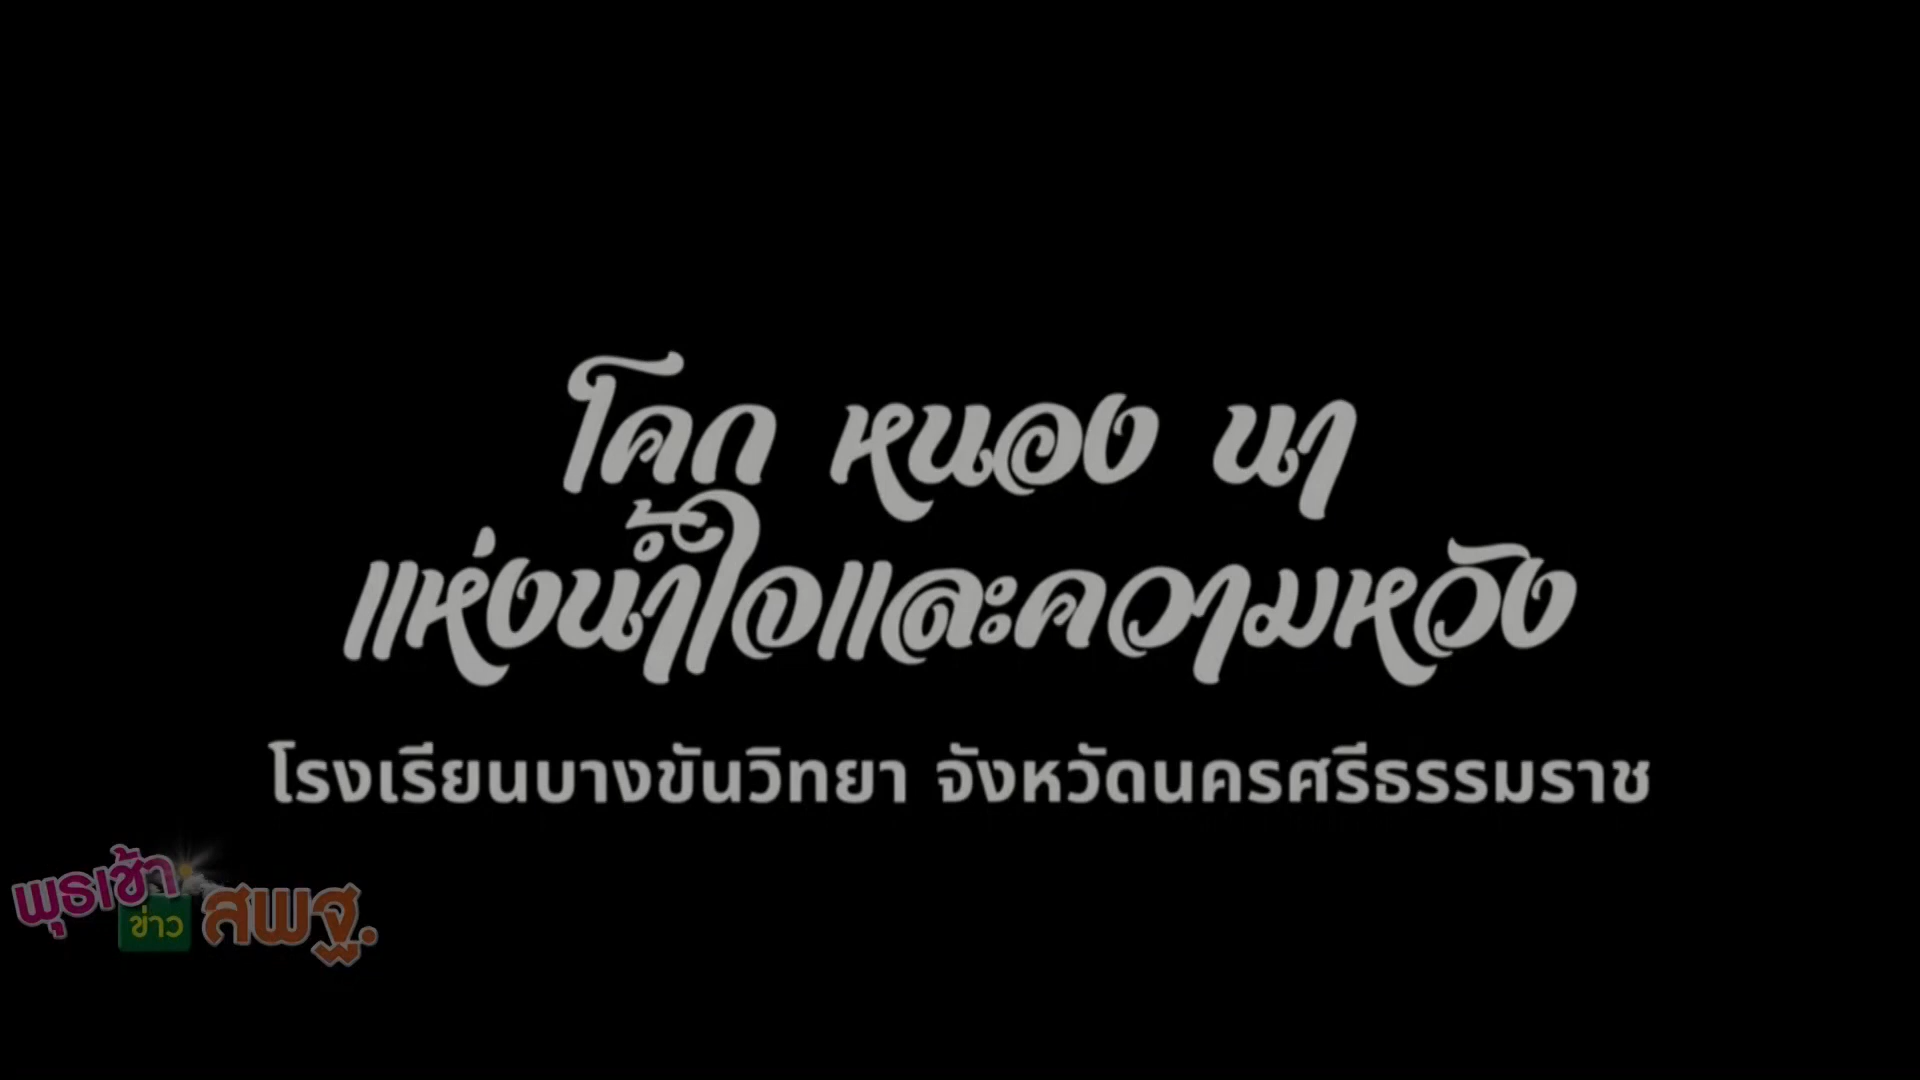 โคก หนอง นา
แห่งน้ำใจและความหวัง
โรงเรียนบางขันวิทยา จังหวัดนครศรีธรรมราช
พุธเช้า
ข่าว สพฐ.